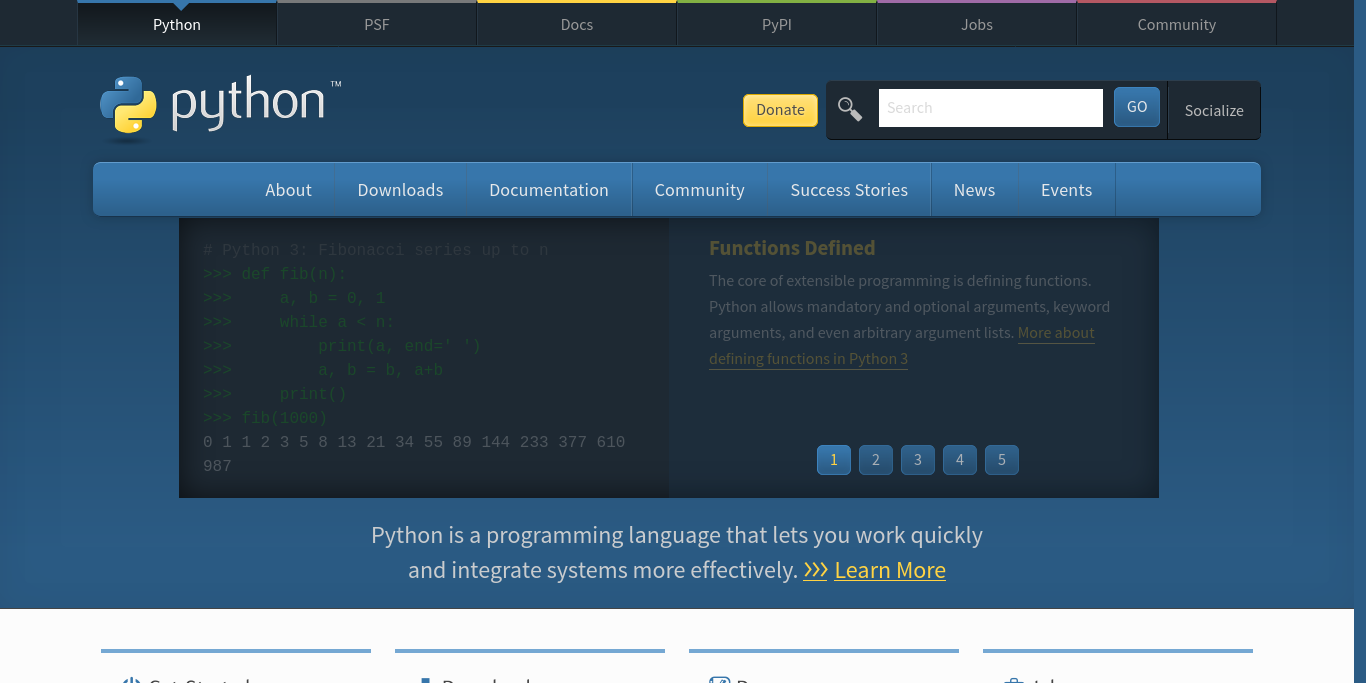 Python PSF Docs PyPI Jobs Community
python™
Donate Search GO Socialize
About Downloads Documentation Community Success Stories News Events
# Python 3: Fibonacci series up to n
>>> def fib(n):
>>>     a, b = 0, 1
>>>     while a < n:
>>>         print(a, end=' ')
>>>         a, b = b, a+b
>>>     print()
>>> fib(1000)
0 1 1 2 3 5 8 13 21 34 55 89 144 233 377 610
987
Functions Defined
The core of extensible programming is defining functions.
Python allows mandatory and optional arguments, keyword
arguments, and even arbitrary argument lists. More about
defining functions in Python 3
1 2 3 4 5
Python is a programming language that lets you work quickly
and integrate systems more effectively. >>> Learn More